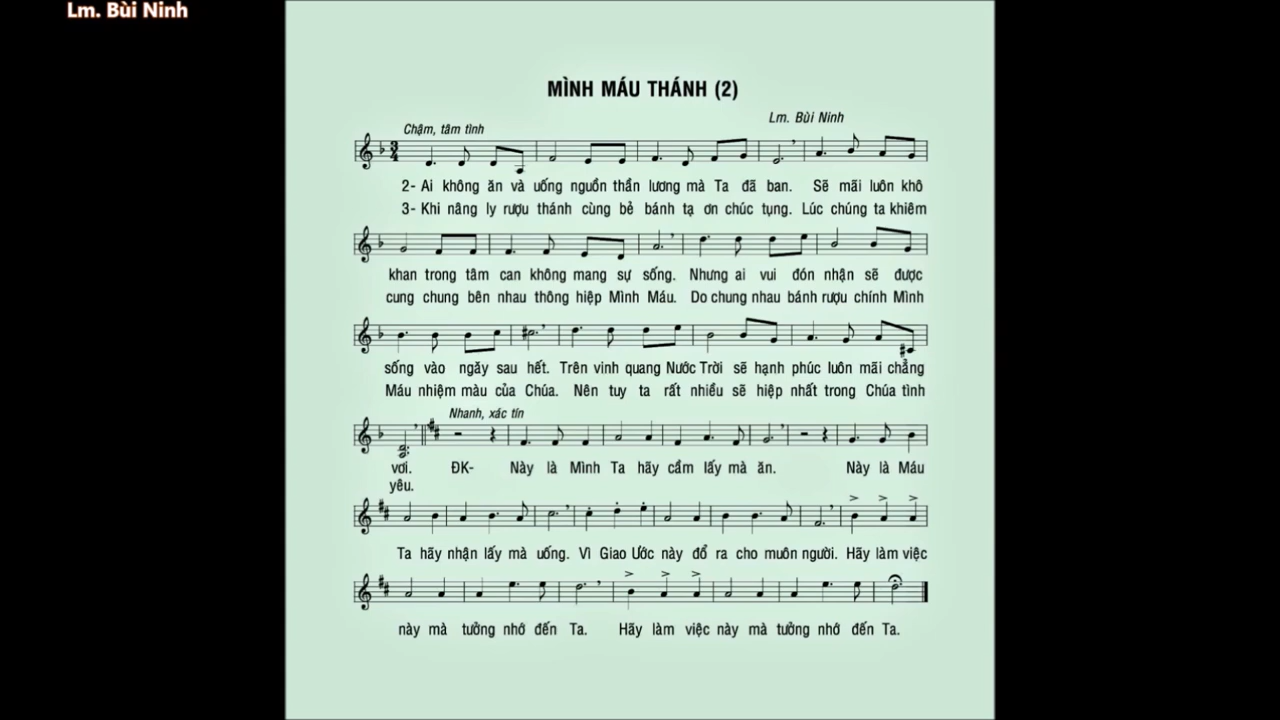 Lm. Bùi Ninh
MÌNH MÁU THÁNH (2)
Lm. Bùi Ninh
Chậm, tâm tình
3
4
2- Ai không ăn và uống nguồn thần lương mà Ta đã ban. Sẽ mãi luôn khô
3- Khi nâng ly rượu thánh cùng bẻ bánh tạ ơn chúc tụng. Lúc chúng ta khiêm
khan trong tâm can không mang sự sống. Nhưng ai vui đón nhận sẽ được
cung chung bên nhau thông hiệp Mình Máu. Do chung nhau bánh rượu chính Mình
sống vào ngãy sau hết. Trên vinh quang Nước Trời sẽ hạnh phúc luôn mãi chẳng
Máu nhiệm màu của Chúa. Nên tuy ta rất nhiều sẽ hiệp nhất trong Chúa tình
Nhanh, xác tín
vơi. ĐK- Này là Mình Ta hãy cầm lấy mà ăn. Này là Máu
yêu.
Ta hãy nhận lấy mà uống. Vì Giao Ước này đổ ra cho muôn người. Hãy làm việc
này mà tưởng nhớ đến Ta. Hãy làm việc này mà tưởng nhớ đến Ta.